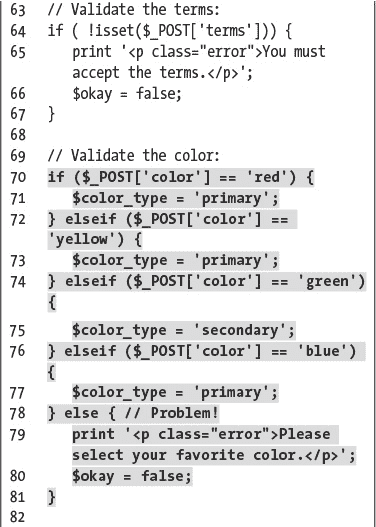 63 // Validate the terms:
64 if ( !isset($_POST['terms'])) {
65 print '<p class="error">You must
accept the terms.</p>';
66 $okay = false;
67 }
68
69 // Validate the color:
70 if ($_POST['color'] == 'red') {
71 $color_type = 'primary';
72 } elseif ($_POST['color'] ==
'yellow') {
73 $color_type = 'primary';
74 } elseif ($_POST['color'] == 'green')
{
75 $color_type = 'secondary';
76 } elseif ($_POST['color'] == 'blue')
{
77 $color_type = 'primary';
78 } else { // Problem!
79 print '<p class="error">Please
select your favorite color.</p>';
80 $okay = false;
81 }
82